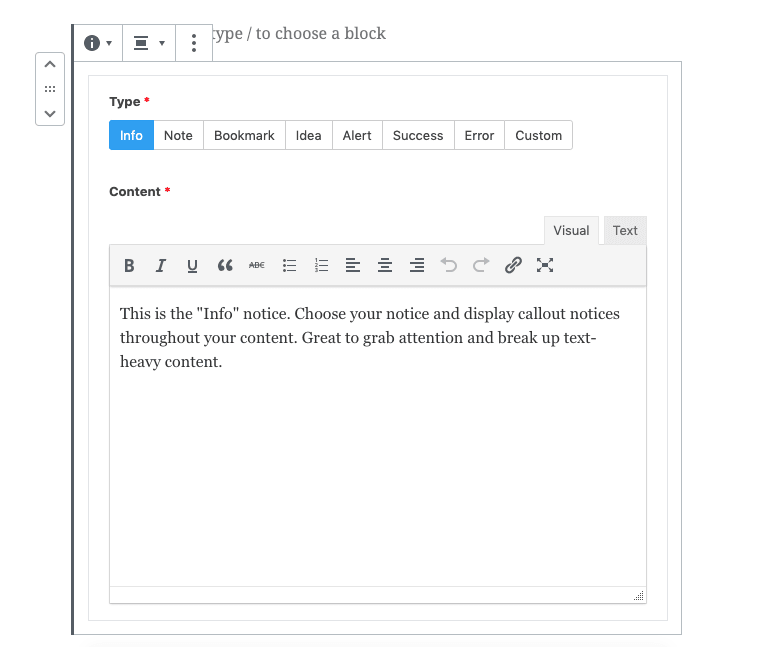 type / to choose a block
Type *
Info Note Bookmark Idea Alert Success Error Custom
Content *
Visual Text
B I U ABC
This is the "Info" notice. Choose your notice and display callout notices
throughout your content. Great to grab attention and break up text-
heavy content.